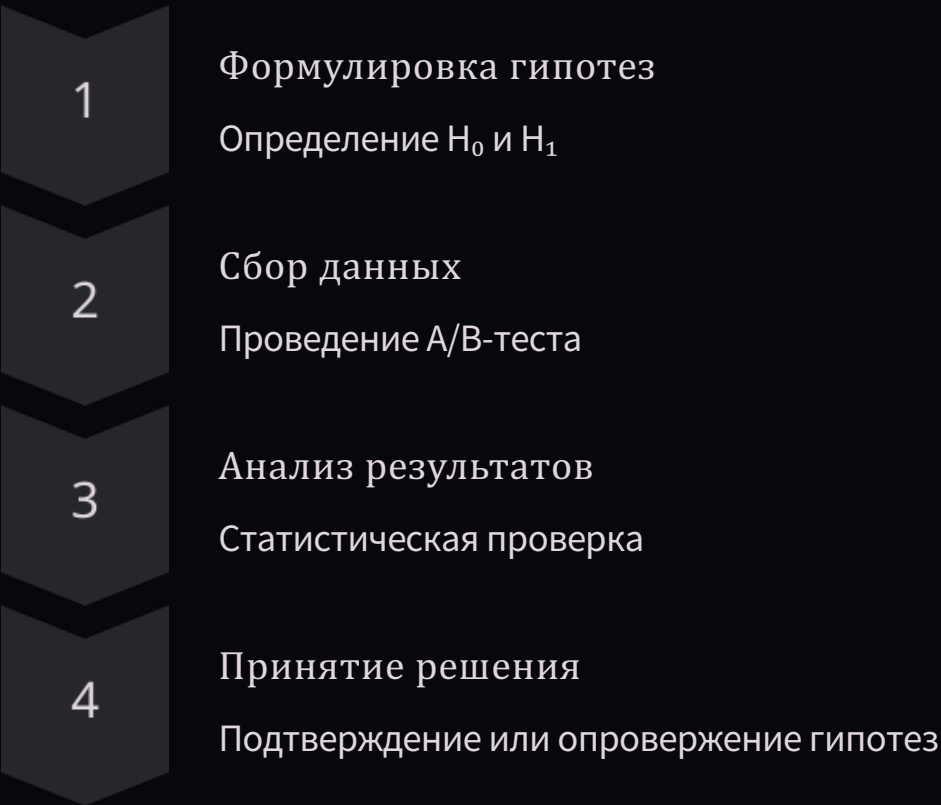 1
Формулировка гипотез
Определение H₀ и H₁
2
Сбор данных
Проведение A/B-теста
3
Анализ результатов
Статистическая проверка
4
Принятие решения
Подтверждение или опровержение гипотез